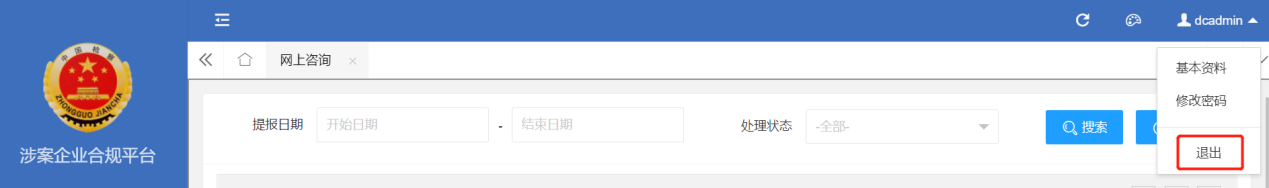 dcadmin
网上咨询
基本资料
修改密码
退出
中国检察
ZHONGGUO JIANCHA
涉案企业合规平台
提报日期 开始日期 - 结束日期 处理状态 -全部- 搜索